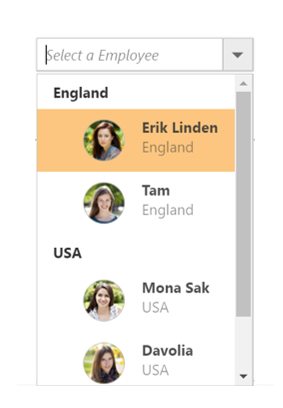 Select a Employee
England
Erik Linden
England
Tam
England
USA
Mona Sak
USA
Davolia
USA